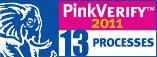 PinkVERIFY™
2011
13 PROCESSES